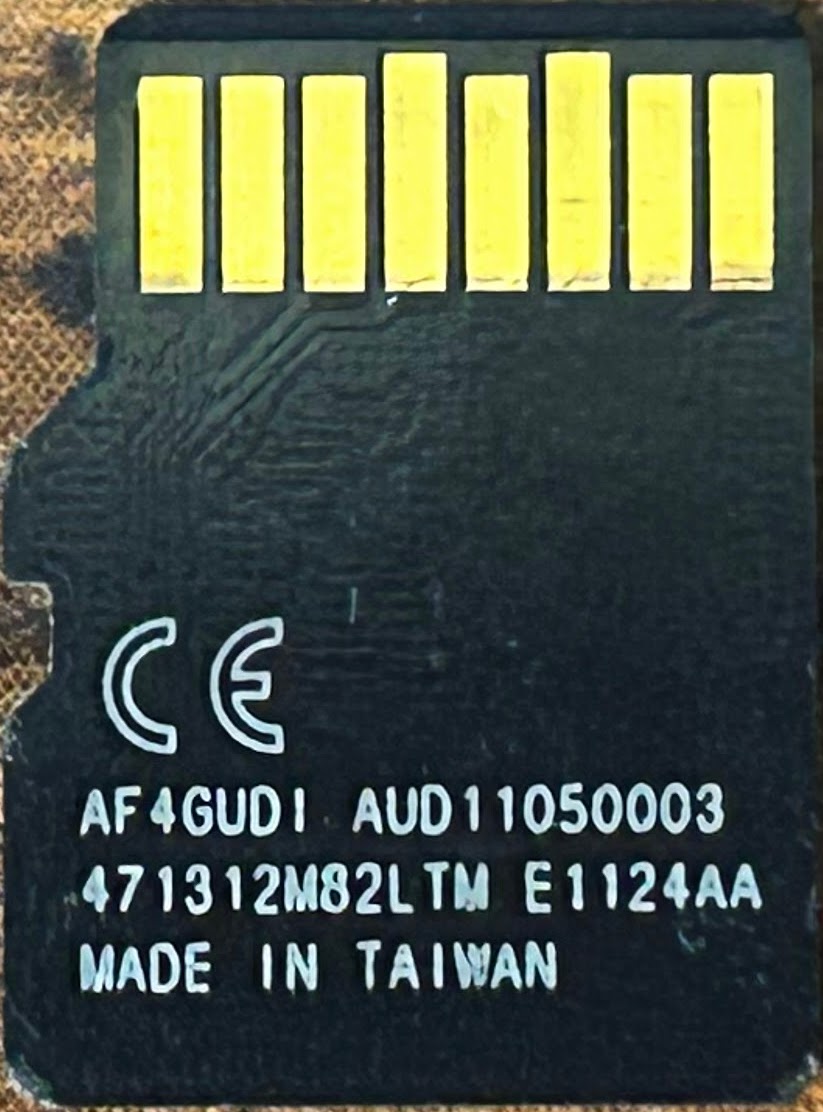 CE
AF4GUDI AUD11050003
471312M82LTM E1124AA
MADE IN TAIWAN